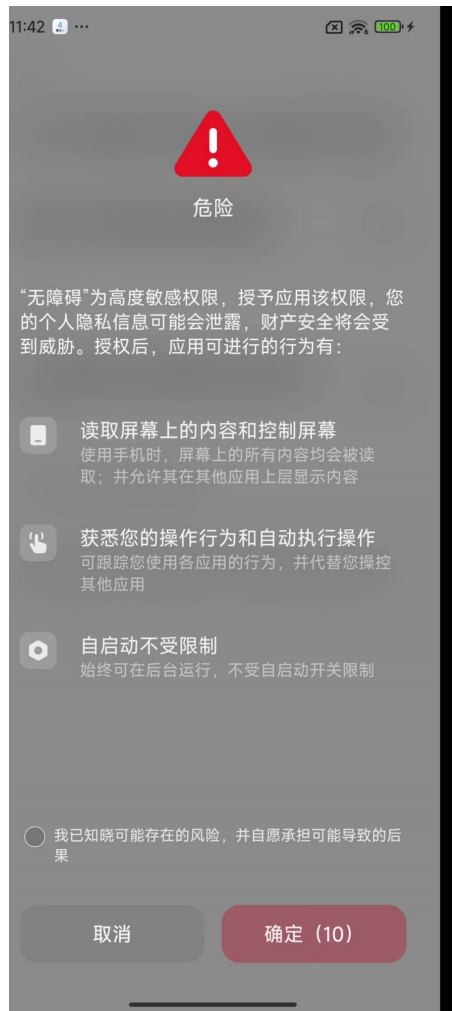 11:42 4 ···
100
危险
“无障碍”为高度敏感权限，授予应用该权限，您
的个人隐私信息可能会泄露，财产安全将会受
到威胁。授权后，应用可进行的行为有：
读取屏幕上的内容和控制屏幕
使用手机时，屏幕上的所有内容均会被读
取；并允许其在其他应用上层显示内容
获悉您的操作行为和自动执行操作
可跟踪您使用各应用的行为，并代替您操控
其他应用
自启动不受限制
始终可在后台运行，不受自启动开关限制
我已知晓可能存在的风险，并自愿承担可能导致的后
果
取消
确定（10）